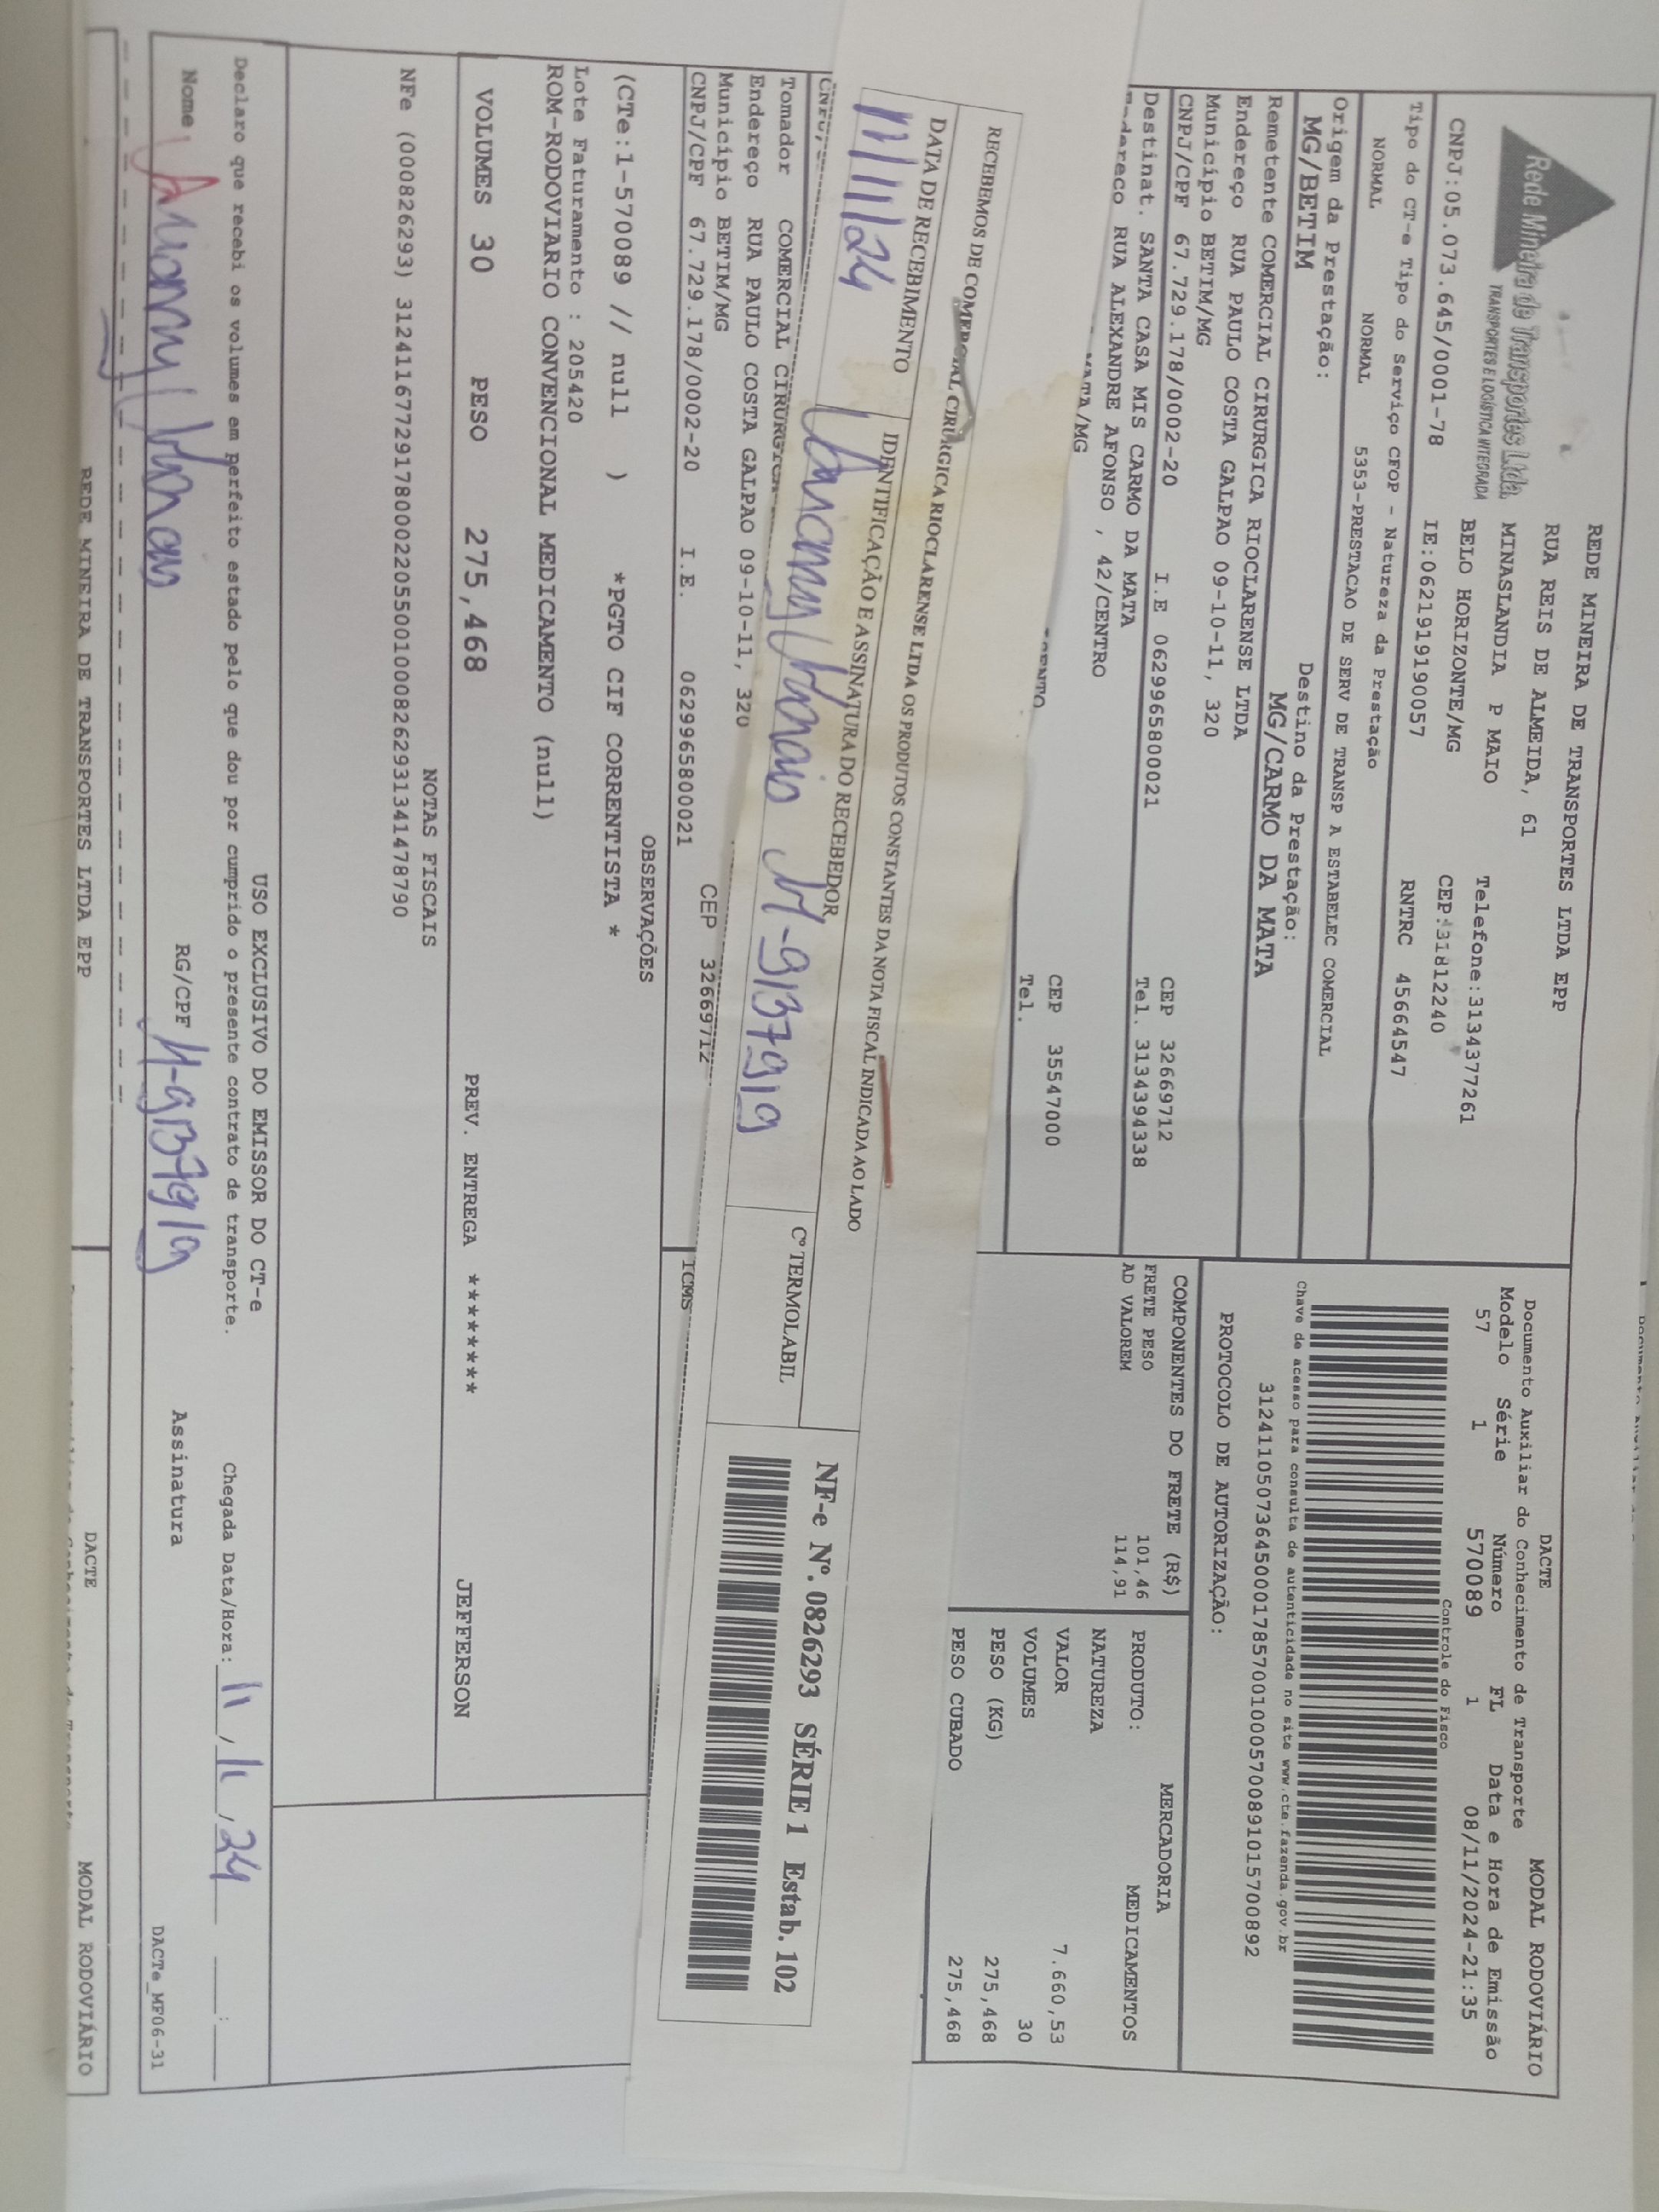 Rede Mineira de Transportes Ltda.
TRANSPORTES E LOGÍSTICA INTEGRADA
REDE MINEIRA DE TRANSPORTES LTDA EPP
RUA REIS DE ALMEIDA, 61
MINASLANDIA P MAIO Telefone:3134377261
BELO HORIZONTE/MG CEP:31812240
CNPJ:05.073.645/0001-78 IE:0621919190057 RNTRC 45664547
Tipo do CT-e Tipo do Serviço CFOP - Natureza da Prestação
NORMAL NORMAL 5353-PRESTACAO DE SERV DE TRANSP A ESTABELEC COMERCIAL
Origem da Prestação: Destino da Prestação:
MG/BETIM MG/CARMO DA MATA
Remetente COMERCIAL CIRURGICA RIOCLARENSE LTDA
Endereço RUA PAULO COSTA GALPAO 09-10-11, 320
Município BETIM/MG CEP 32669712
CNPJ/CPF 67.729.178/0002-20 I.E 0629965800021 Tel. 3134394338
Destinat. SANTA CASA MIS CARMO DA MATA
RUA ALEXANDRE AFONSO , 42/CENTRO
MATA/MG CEP 35547000
Tel.
DACTE MODAL RODOVIÁRIO
Documento Auxiliar do Conhecimento de Transporte
Modelo Série Número FL Data e Hora de Emissão
57 1 570089 1 08/11/2024-21:35
Controle do Fisco
Chave de acesso para consulta de autenticidade no site www.cte.fazenda.gov.br
31241105073645000178570010005700891015700892
PROTOCOLO DE AUTORIZAÇÃO:
COMPONENTES DO FRETE (R$)
FRETE PESO 101,46
AD VALOREM 114,91
MERCADORIA
PRODUTO: MEDICAMENTOS
NATUREZA
VALOR 7.660,53
VOLUMES 30
PESO (KG) 275,468
PESO CUBADO 275,468
RECEBEMOS DE COMERCIAL CIRÚRGICA RIOCLARENSE LTDA OS PRODUTOS CONSTANTES DA NOTA FISCAL INDICADA AO LADO
DATA DE RECEBIMENTO IDENTIFICAÇÃO E ASSINATURA DO RECEBEDOR Cº TERMOLABIL
11/11/24 M-9137919
NF-e Nº. 0826293 SÉRIE 1 Estab. 102
Tomador COMERCIAL
Endereço RUA PAULO COSTA GALPAO 09-10-11, 320
Município BETIM/MG CEP 32669712
CNPJ/CPF 67.729.178/0002-20 I.E. 0629965800021
ICMS
OBSERVAÇÕES
(CTe:1-570089 // null ) *PGTO CIF CORRENTISTA *
Lote Faturamento : 205420
ROM-RODOVIARIO CONVENCIONAL MEDICAMENTO (null)
VOLUMES 30 PESO 275,468 PREV. ENTREGA ******** JEFFERSON
NOTAS FISCAIS
NFe (000826293) 31241167729178000220550010008262931341478790
USO EXCLUSIVO DO EMISSOR DO CT-e
Declaro que recebi os volumes em perfeito estado pelo que dou por cumprido o presente contrato de transporte. Chegada Data/Hora: 11/11/24 :
Nome RG/CPF M-9137919 Assinatura
DACTe_MF06-31
REDE MINEIRA DE TRANSPORTES LTDA EPP DACTE MODAL RODOVIÁRIO